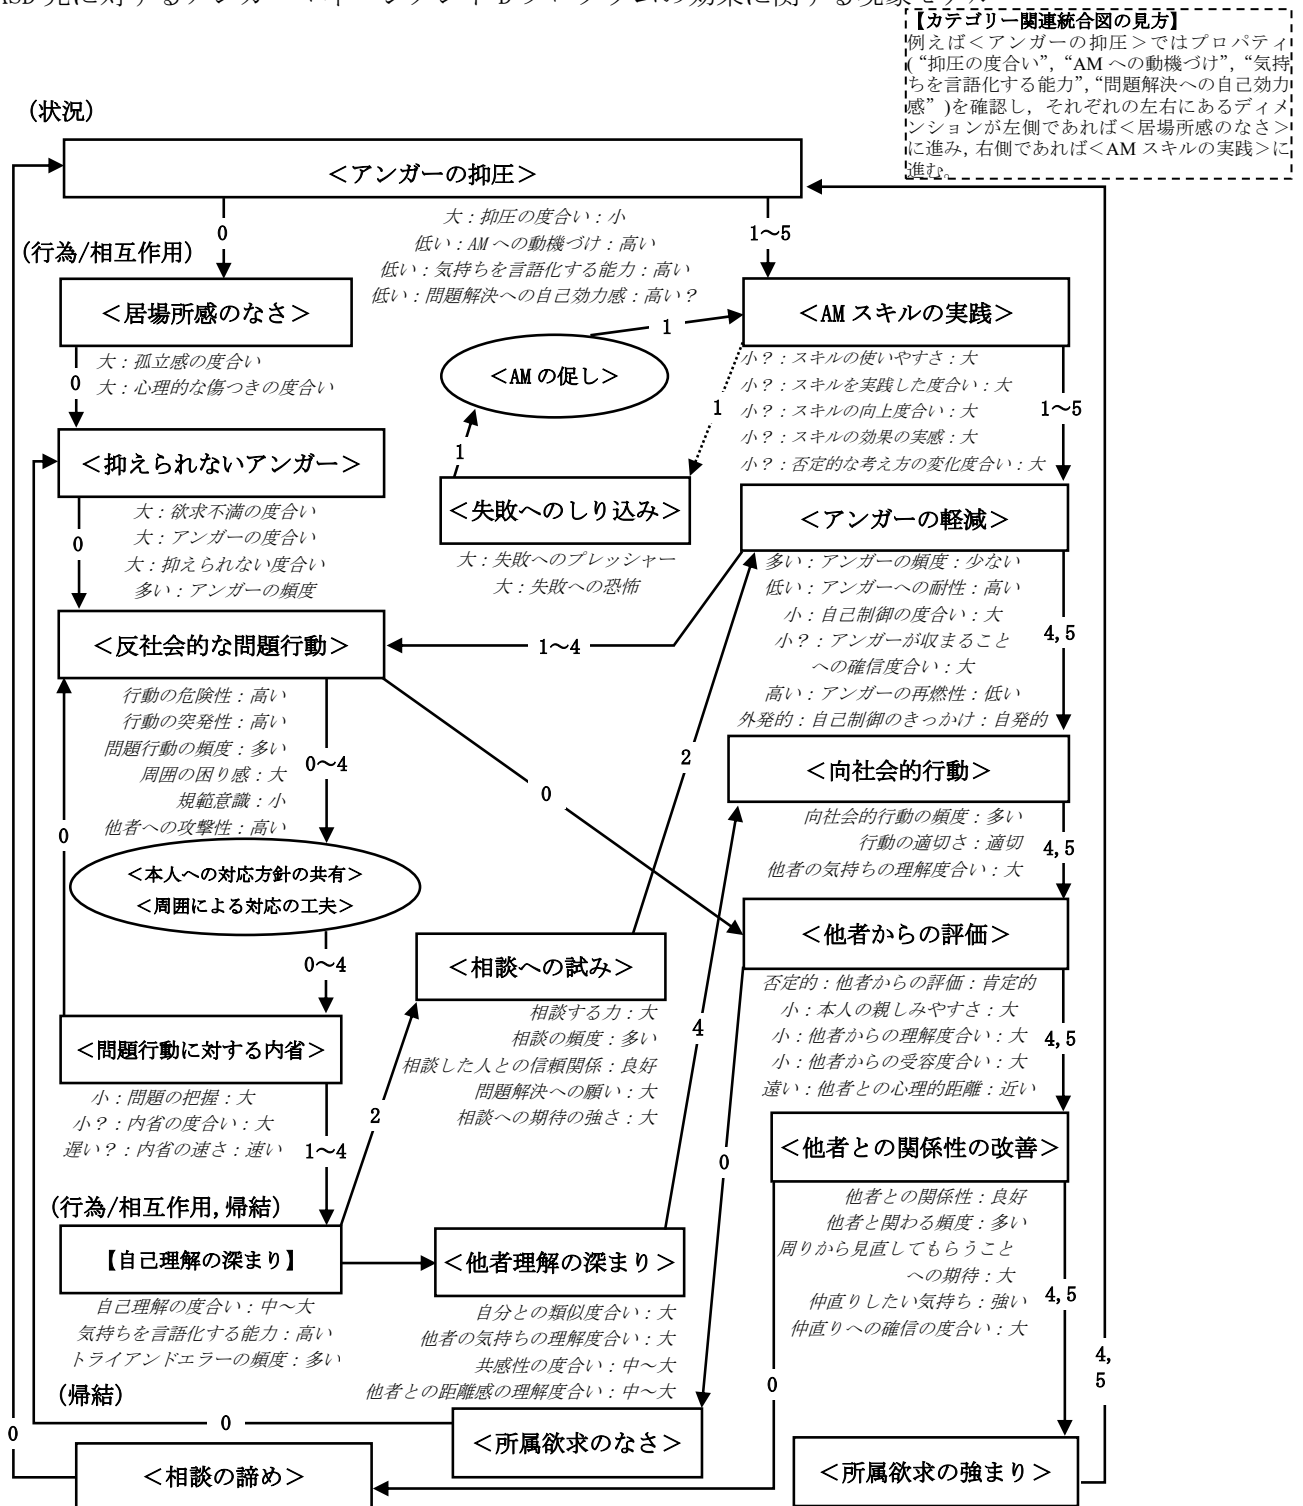 【カテゴリー関連統合図の見方】
例えば＜アンガーの抑圧＞ではプロパティ
(“抑圧の度合い”, “AM への動機づけ”, “気持
ちを言語化する能力”, “問題解決への自己効力
感” )を確認し，それぞれの左右にあるディメ
ンションが左側であれば＜居場所感のなさ＞
に進み, 右側であれば＜AM スキルの実践＞に
進む。
(状況)
＜アンガーの抑圧＞
0
大：抑圧の度合い：小
低い：AM への動機づけ：高い
低い：気持ちを言語化する能力：高い
低い：問題解決への自己効力感：高い？
1～5
(行為/相互作用)
＜居場所感のなさ＞
大：孤立感の度合い
大：心理的な傷つきの度合い
0
＜AM の促し＞
1
＜AM スキルの実践＞
小？：スキルの使いやすさ：大
小？：スキルを実践した度合い：大
小？：スキルの向上度合い：大
小？：スキルの効果の実感：大
小？：否定的な考え方の変化度合い：大
1
1～5
＜抑えられないアンガー＞
大：欲求不満の度合い
大：アンガーの度合い
大：抑えられない度合い
多い：アンガーの頻度
0
1
＜失敗へのしり込み＞
大：失敗へのプレッシャー
大：失敗への恐怖
＜アンガーの軽減＞
多い：アンガーの頻度：少ない
低い：アンガーへの耐性：高い
小：自己制御の度合い：大
小？：アンガーが収まること
への確信度合い：大
高い：アンガーの再燃性：低い
外発的：自己制御のきっかけ：自発的
4,5
＜反社会的な問題行動＞
1～4
行動の危険性：高い
行動の突発性：高い
問題行動の頻度：多い
周囲の困り感：大
規範意識：小
他者への攻撃性：高い
0～4
0
0
2
＜向社会的行動＞
向社会的行動の頻度：多い
行動の適切さ：適切
他者の気持ちの理解度合い：大
4,5
＜本人への対応方針の共有＞
＜周囲による対応の工夫＞
0～4
＜相談への試み＞
相談する力：大
相談の頻度：多い
相談した人との信頼関係：良好
問題解決への願い：大
相談への期待の強さ：大
4
＜他者からの評価＞
否定的：他者からの評価：肯定的
小：本人の親しみやすさ：大
小：他者からの理解度合い：大
小：他者からの受容度合い：大
遠い：他者との心理的距離：近い
4,5
0
＜問題行動に対する内省＞
小：問題の把握：大
小？：内省の度合い：大
遅い？：内省の速さ：速い
1～4
2
＜他者との関係性の改善＞
他者との関係性：良好
他者と関わる頻度：多い
周りから見直してもらうこと
への期待：大
仲直りしたい気持ち：強い
仲直りへの確信の度合い：大
4,5
0
4,
5
(行為/相互作用, 帰結)
【自己理解の深まり】
自己理解の度合い：中～大
気持ちを言語化する能力：高い
トライアンドエラーの頻度：多い
＜他者理解の深まり＞
自分との類似度合い：大
他者の気持ちの理解度合い：大
共感性の度合い：中～大
他者との距離感の理解度合い：中～大
(帰結)
0
0
＜相談の諦め＞
＜所属欲求のなさ＞
＜所属欲求の強まり＞